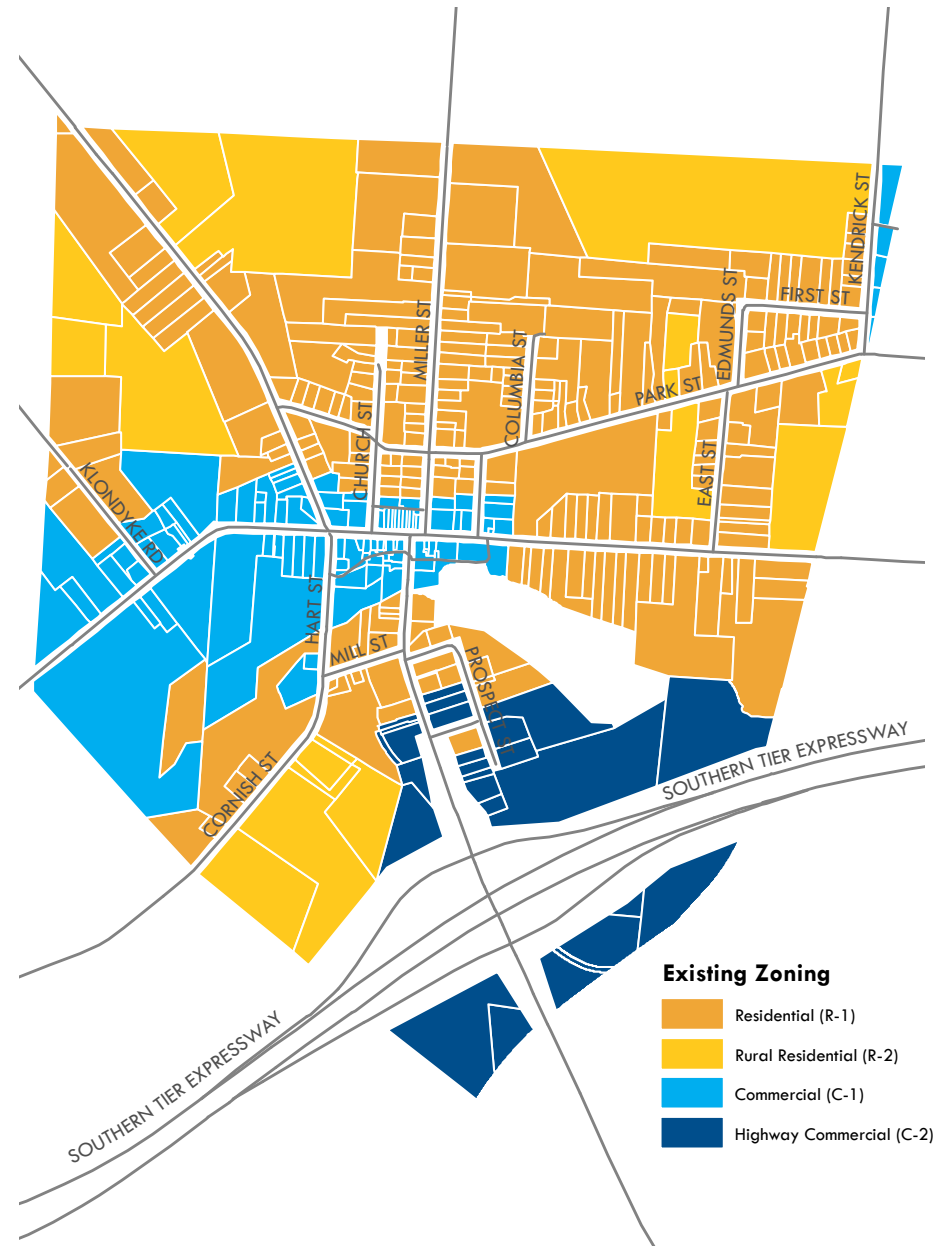 KENDRICK ST
EDMUNDS ST
FIRST ST
MILLER ST
COLUMBIA ST
PARK ST
CHURCH ST
EAST ST
KLONDYKE RD
HART ST
MILL ST
PROSPECT ST
CORNISH ST
SOUTHERN TIER EXPRESSWAY
Existing Zoning
Residential (R-1)
Rural Residential (R-2)
Commercial (C-1)
Highway Commercial (C-2)
SOUTHERN TIER EXPRESSWAY